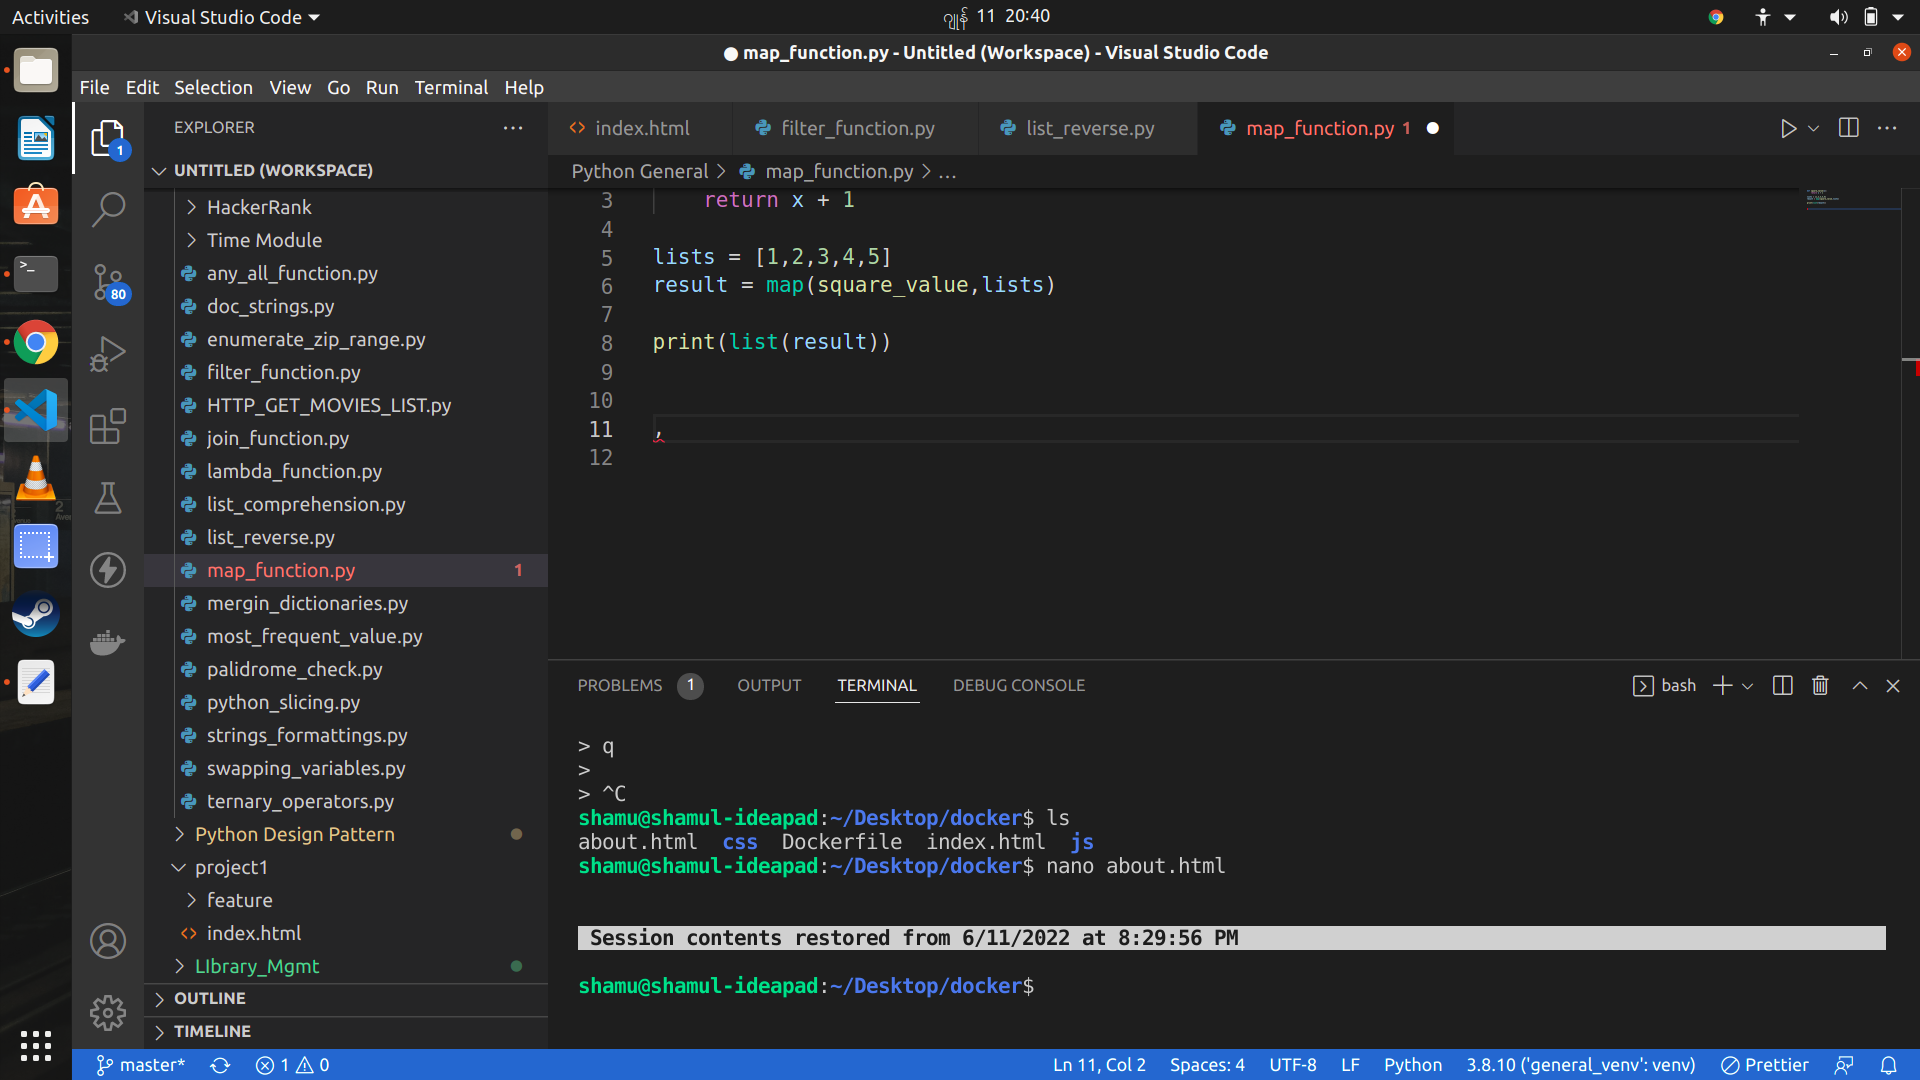 Activities
Visual Studio Code
ဂျွန် 11 20:40
● map_function.py - Untitled (Workspace) - Visual Studio Code
File Edit Selection View Go Run Terminal Help
1
80
EXPLORER
UNTITLED (WORKSPACE)
HackerRank
Time Module
any_all_function.py
doc_strings.py
enumerate_zip_range.py
filter_function.py
HTTP_GET_MOVIES_LIST.py
join_function.py
lambda_function.py
list_comprehension.py
list_reverse.py
map_function.py 1
mergin_dictionaries.py
most_frequent_value.py
palidrome_check.py
python_slicing.py
strings_formattings.py
swapping_variables.py
ternary_operators.py
Python Design Pattern
project1
feature
index.html
LIbrary_Mgmt
OUTLINE
TIMELINE
index.html filter_function.py list_reverse.py map_function.py 1
Python General > map_function.py > ...
3 return x + 1
4
5 lists = [1,2,3,4,5]
6 result = map(square_value,lists)
7
8 print(list(result))
9
10
11 ,
12
PROBLEMS 1 OUTPUT TERMINAL DEBUG CONSOLE
bash
> q
>
> ^C
shamu@shamul-ideapad:~/Desktop/docker$ ls
about.html css Dockerfile index.html js
shamu@shamul-ideapad:~/Desktop/docker$ nano about.html
Session contents restored from 6/11/2022 at 8:29:56 PM
shamu@shamul-ideapad:~/Desktop/docker$
master* 1 0 Ln 11, Col 2 Spaces: 4 UTF-8 LF Python 3.8.10 ('general_venv': venv) Prettier